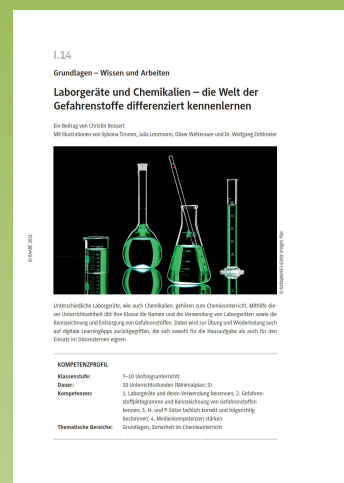 I.14
Grundlagen – Wissen und Arbeiten
Laborgeräte und Chemikalien – die Welt der
Gefahrenstoffe differenziert kennenlernen
Ein Beitrag von Christin Bossert
Mit Illustrationen von Sylvana Timmer, Julia Lenzmann, Oliver Wetterauer und Dr. Wolfgang Zettlmeier
© RAABE 2021
Unterschiedliche Laborgeräte, wie auch Chemikalien, gehören zum Chemieunterricht. Mithilfe die-
ser Unterrichtseinheit übt Ihre Klasse die Namen und die Verwendung von Laborgeräten sowie die
Kennzeichnung und Entsorgung von Gefahrenstoffen. Dabei wird zur Übung und Wiederholung auch
auf digitale LearningApps zurückgegriffen, die sich sowohl für die Hausaufgabe als auch für den
Einsatz im Distanzlernen eignen.
KOMPETENZPROFIL
Klassenstufe: 7–10 (Anfangsunterricht)
Dauer: 10 Unterrichtsstunden (Minimalplan: 5)
Kompetenzen: 1. Laborgeräte und deren Verwendung benennen; 2. Gefahren-
stoffpiktogramme und Kennzeichnung von Gefahrenstoffen
kennen; 3. H- und P-Sätze fachlich korrekt und folgerichtig
bestimmen; 4. Medienkompetenzen stärken
Thematische Bereiche: Grundlagen, Sicherheit im Chemieunterricht